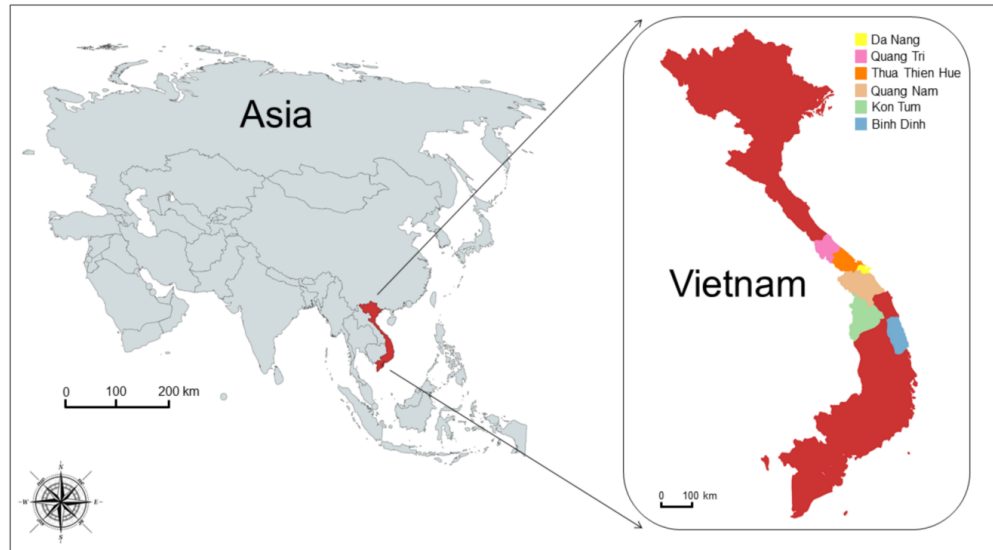 Asia
0 100 200 km
N
W E
S
Da Nang
Quang Tri
Thua Thien Hue
Quang Nam
Kon Tum
Binh Dinh
Vietnam
0 100 km